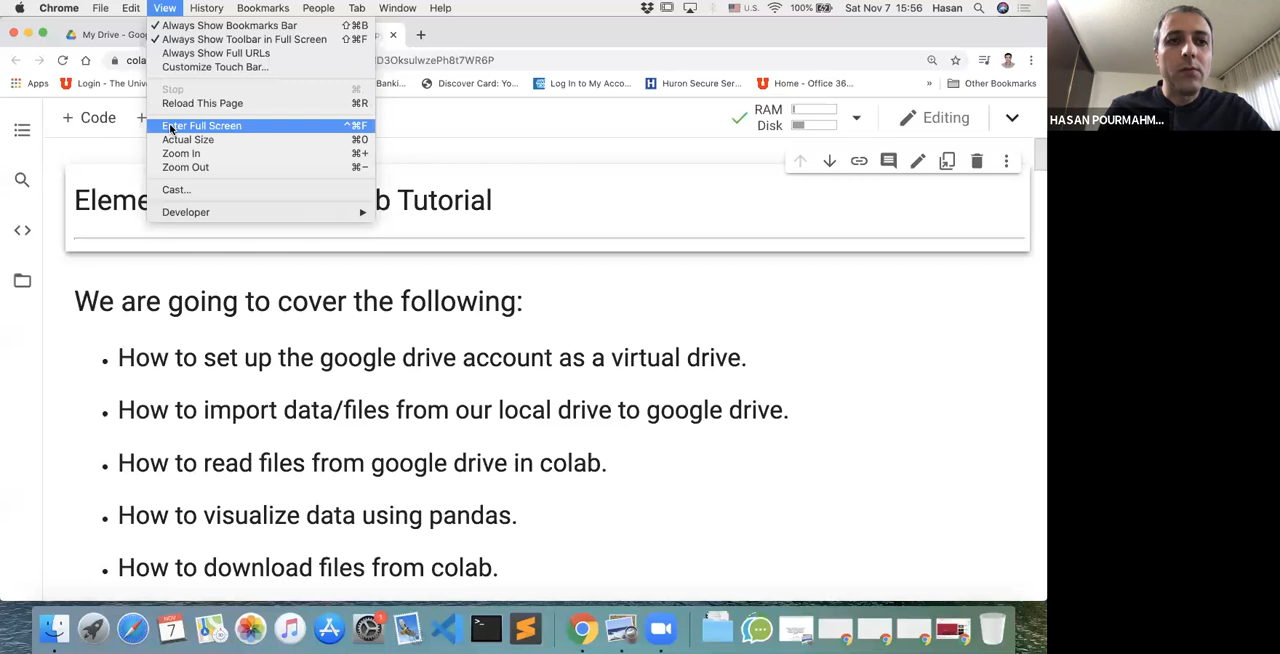 Chrome File Edit View History Bookmarks People Tab Window Help U.S. 100% Sat Nov 7 15:56 Hasan
✓ Always Show Bookmarks Bar ⇧⌘B
My Drive - Goo
✓ Always Show Toolbar in Full Screen ⇧⌘F
Always Show Full URLs
cola D3OksulwzePh8t7WR6P
Customize Touch Bar...
Apps Login - The Univ Banki... Discover Card: Yo... Log In to My Acco... Huron Secure Ser... Home - Office 36... » Other Bookmarks
Stop ⌘.
Reload This Page ⌘R
+ Code + RAM Disk Editing
Enter Full Screen ^⌘F
Actual Size ⌘0
Zoom In ⌘+
Zoom Out ⌘−
Cast...
Developer
Eleme b Tutorial
We are going to cover the following:
• How to set up the google drive account as a virtual drive.
• How to import data/files from our local drive to google drive.
• How to read files from google drive in colab.
• How to visualize data using pandas.
• How to download files from colab.
HASAN POURMAHM...
NOV
7
1